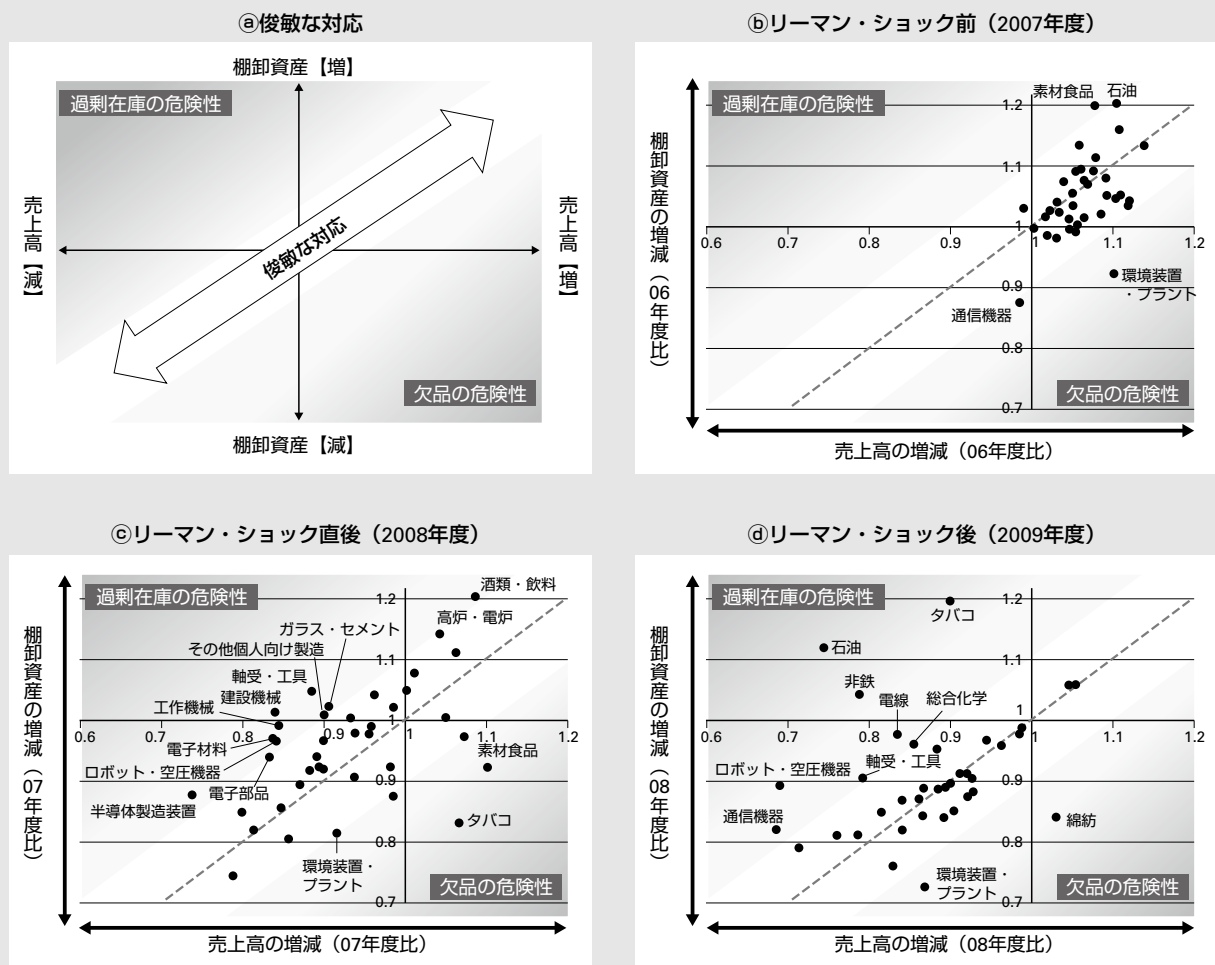 ⓐ俊敏な対応
棚卸資産【増】
過剰在庫の危険性
売上高【減】
俊敏な対応
売上高【増】
欠品の危険性
棚卸資産【減】
ⓑリーマン・ショック前（2007年度）
過剰在庫の危険性
素材食品
石油
1.2
1.1
棚卸資産の増減（06年度比）
1
0.6
0.7
0.8
0.9
1
1.1
1.2
環境装置
・プラント
0.9
通信機器
0.8
欠品の危険性
0.7
売上高の増減（06年度比）
ⓒリーマン・ショック直後（2008年度）
過剰在庫の危険性
酒類・飲料
1.2
高炉・電炉
ガラス・セメント
その他個人向け製造
1.1
軸受・工具
建設機械
工作機械
棚卸資産の増減（07年度比）
1
0.6
0.7
0.8
0.9
1
1.1
1.2
電子材料
素材食品
ロボット・空圧機器
0.9
電子部品
半導体製造装置
タバコ
0.8
環境装置・
プラント
欠品の危険性
0.7
売上高の増減（07年度比）
ⓓリーマン・ショック後（2009年度）
過剰在庫の危険性
1.2
タバコ
石油
1.1
非鉄
電線
総合化学
棚卸資産の増減（08年度比）
1
0.6
0.7
0.8
0.9
1
1.1
1.2
ロボット・空圧機器
軸受・工具
0.9
通信機器
綿紡
0.8
環境装置・
プラント
欠品の危険性
0.7
売上高の増減（08年度比）